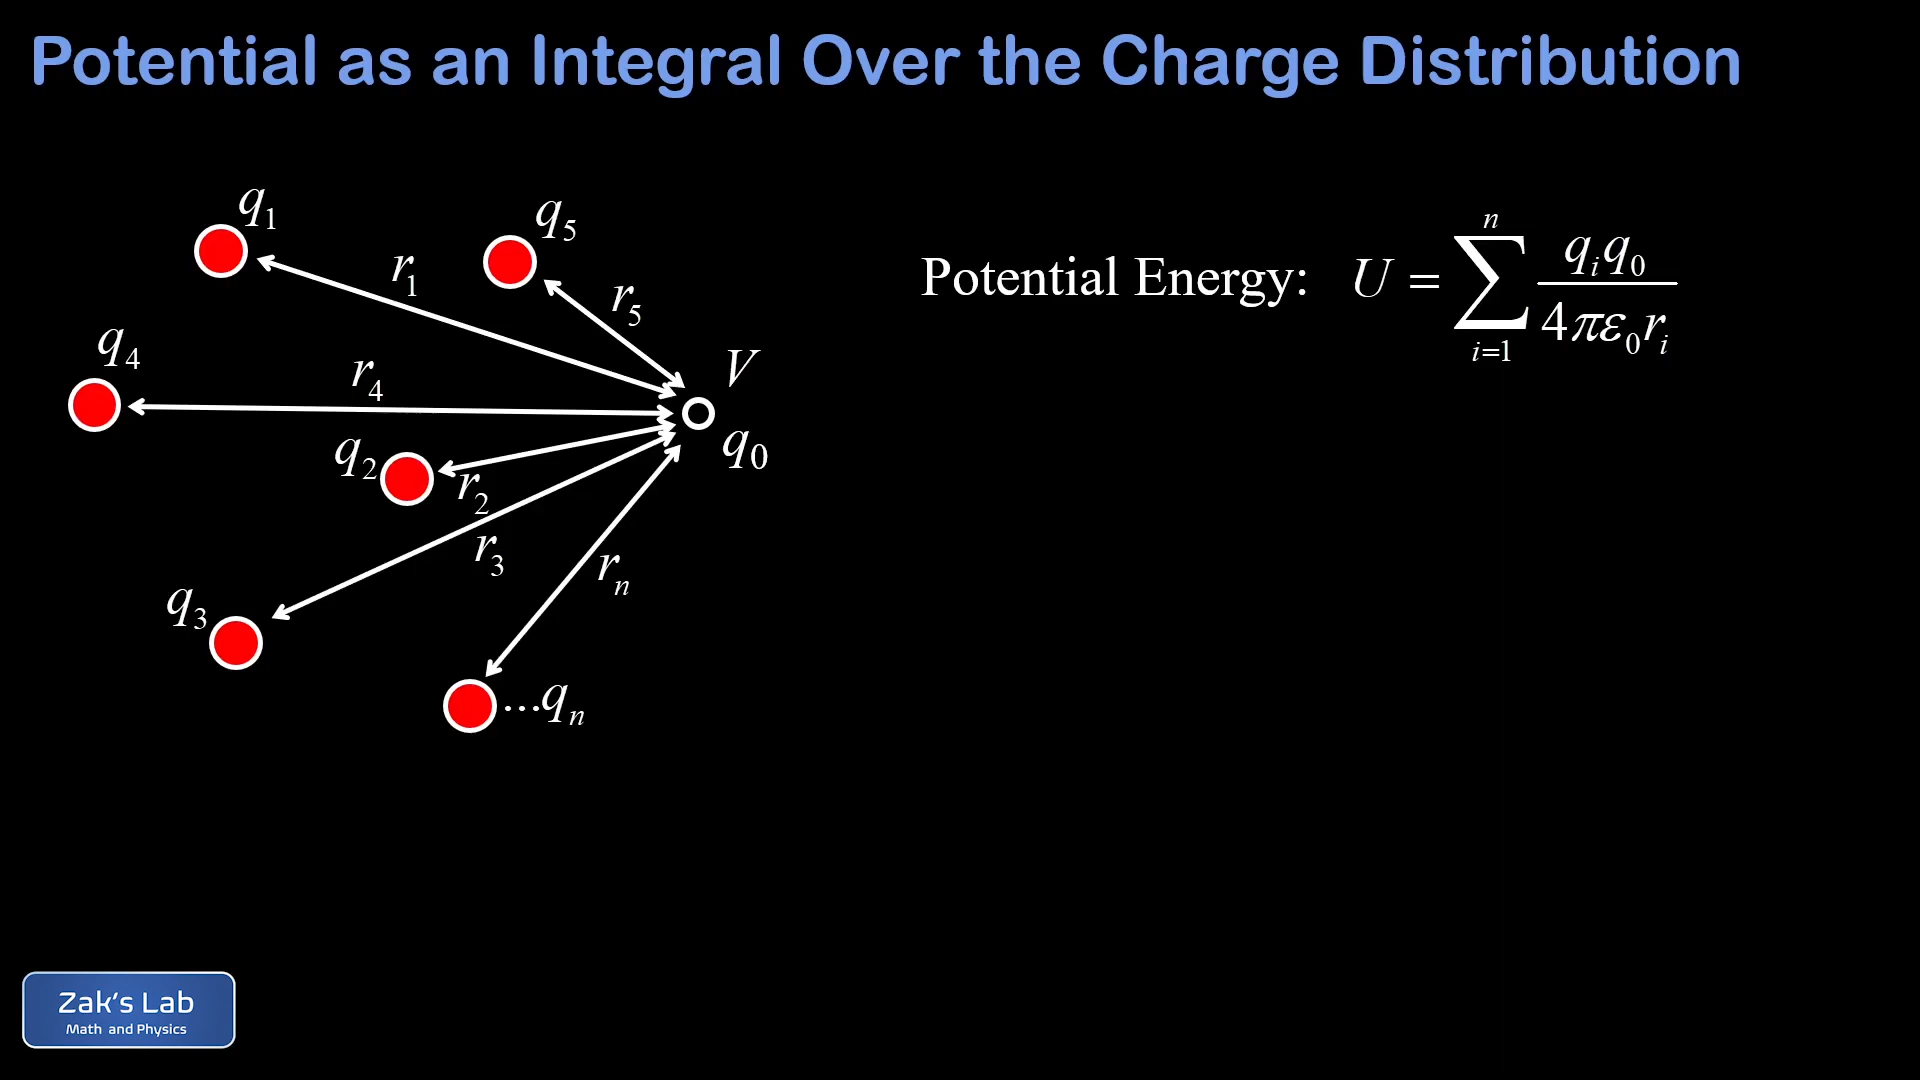 Potential as an Integral Over the Charge Distribution
q₁
q₅
r₁
r₅
Potential Energy: U = ∑ⁿᵢ₌₁ qᵢq₀ / 4πε₀rᵢ
q₄
r₄
V
q₂
r₂
q₀
r₃
rₙ
q₃
...qₙ
Zak's Lab
Math and Physics